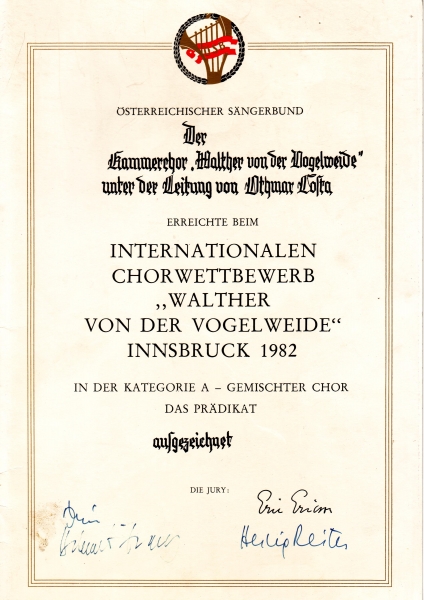 ÖSTERREICHISCHER SÄNGERBUND
Der
Kammerchor „Walther von der Vogelweide"
unter der Leitung von Othmar Costa
ERREICHTE BEIM
INTERNATIONALEN
CHORWETTBEWERB
„WALTHER
VON DER VOGELWEIDE“
INNSBRUCK 1982
IN DER KATEGORIE A – GEMISCHTER CHOR
DAS PRÄDIKAT
ausgezeichnet
DIE JURY: